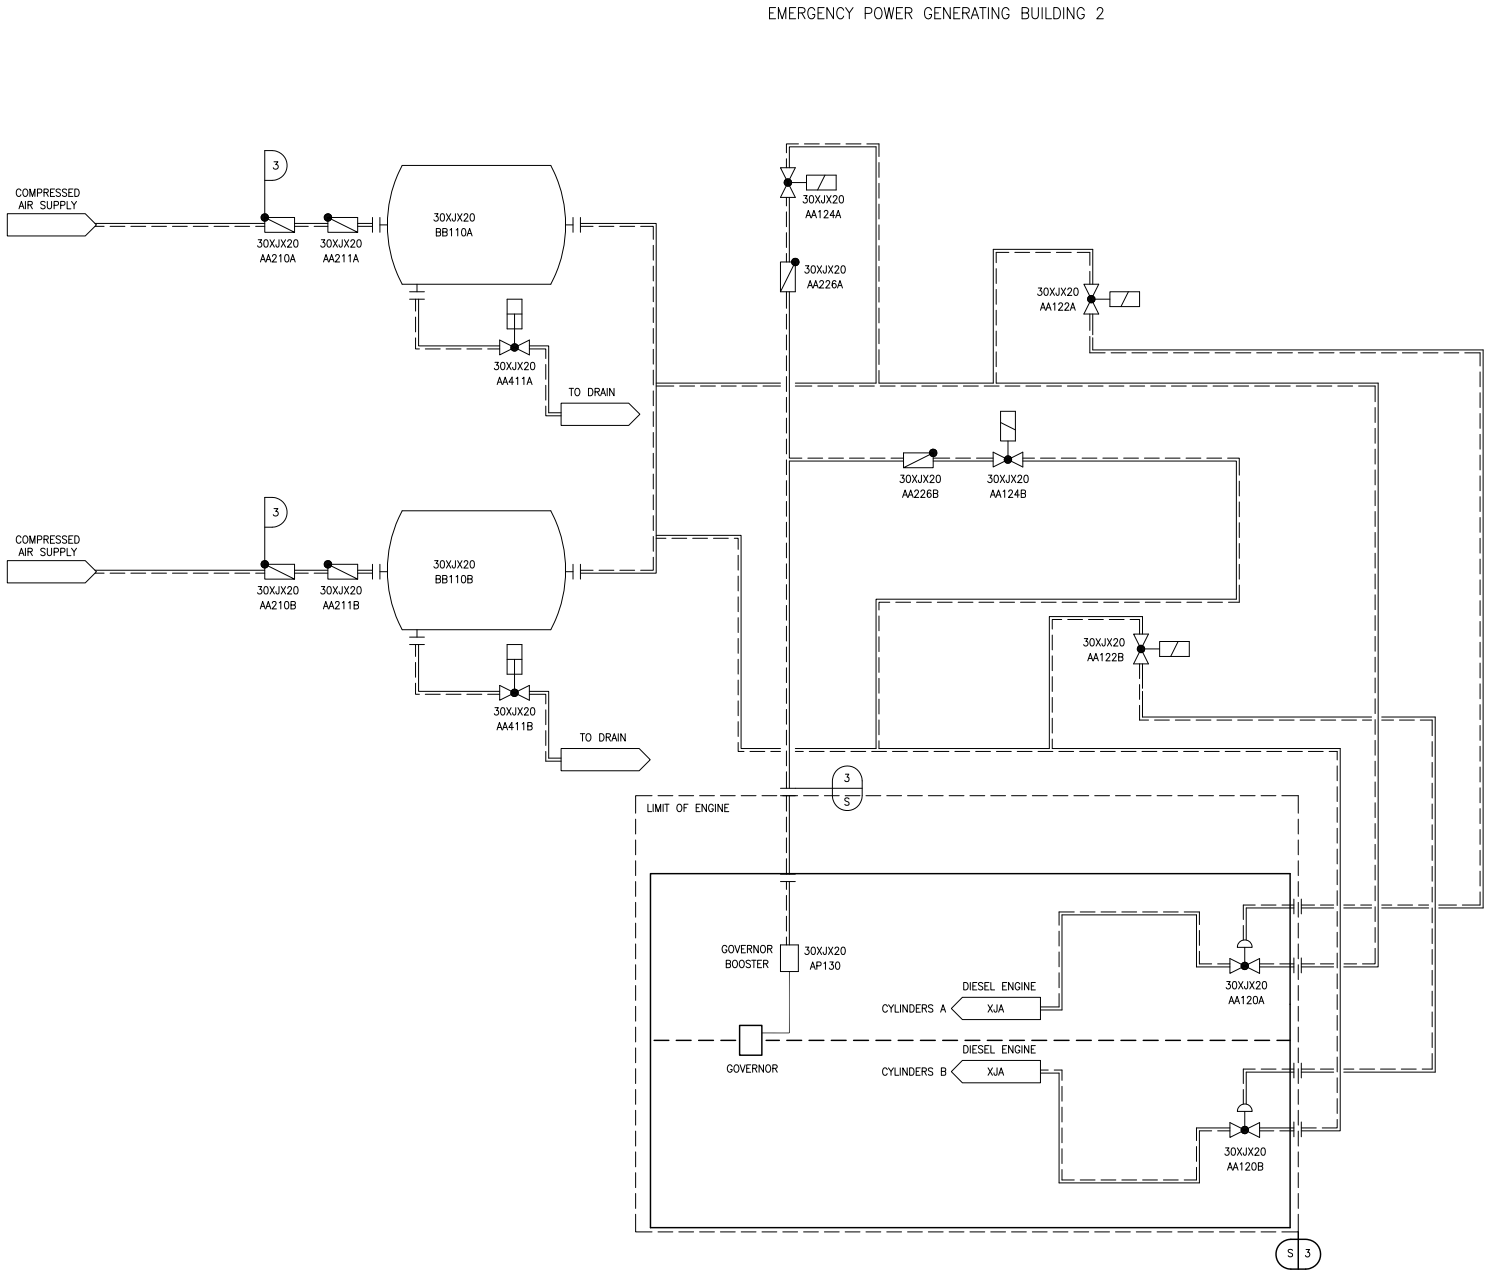 EMERGENCY POWER GENERATING BUILDING 2
3
COMPRESSED
AIR SUPPLY
30XJX20
AA210A
30XJX20
AA211A
30XJX20
BB110A
30XJX20
AA124A
30XJX20
AA226A
30XJX20
AA122A
30XJX20
AA411A
TO DRAIN
30XJX20
AA226B
30XJX20
AA124B
3
COMPRESSED
AIR SUPPLY
30XJX20
AA210B
30XJX20
AA211B
30XJX20
BB110B
30XJX20
AA122B
30XJX20
AA411B
TO DRAIN
3
S
LIMIT OF ENGINE
GOVERNOR
BOOSTER
30XJX20
AP130
DIESEL ENGINE
CYLINDERS A
XJA
30XJX20
AA120A
DIESEL ENGINE
CYLINDERS B
XJA
GOVERNOR
30XJX20
AA120B
S 3